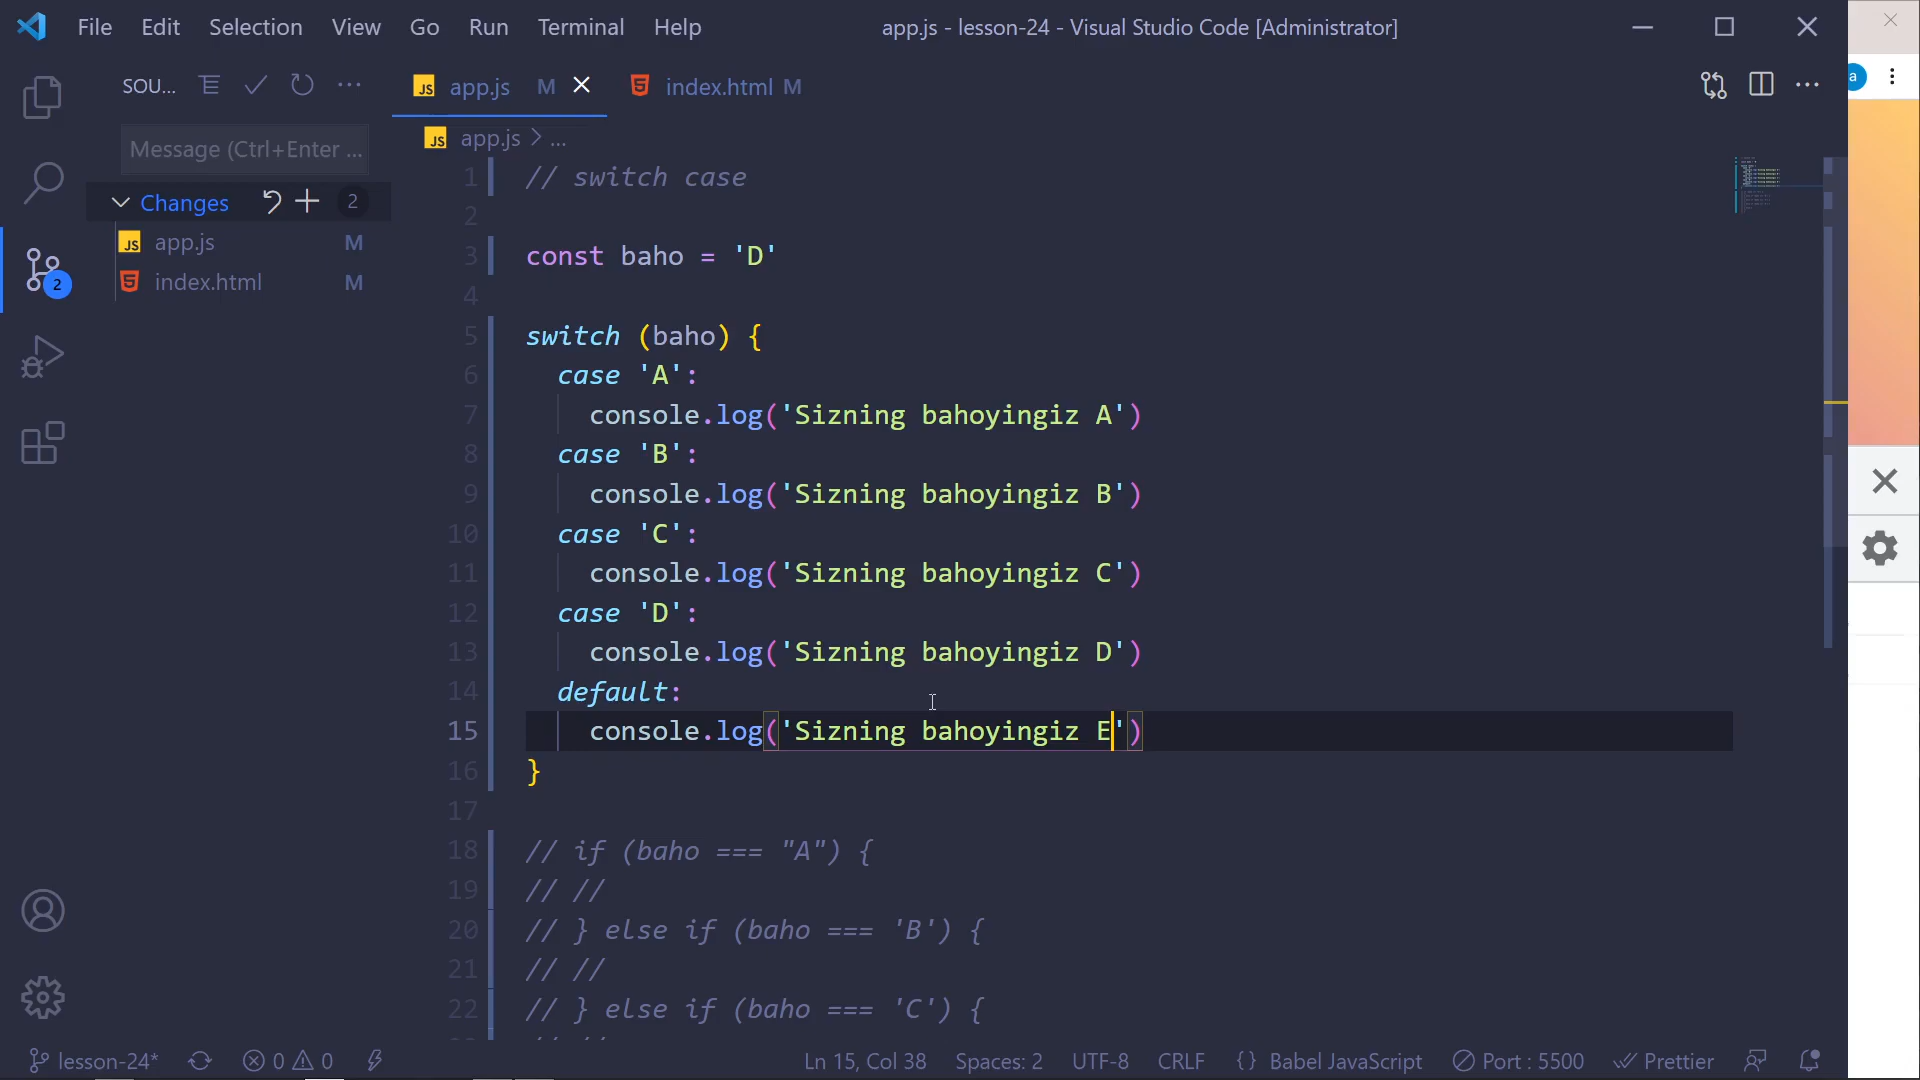 File Edit Selection View Go Run Terminal Help
app.js - lesson-24 - Visual Studio Code [Administrator]
SOU...
app.js M
index.html M
a
Message (Ctrl+Enter ...
JS app.js > ...
Changes 2
JS app.js M
index.html M
2
1 // switch case
2
3 const baho = 'D'
4
5 switch (baho) {
6 case 'A':
7 console.log('Sizning bahoyingiz A')
8 case 'B':
9 console.log('Sizning bahoyingiz B')
10 case 'C':
11 console.log('Sizning bahoyingiz C')
12 case 'D':
13 console.log('Sizning bahoyingiz D')
14 default:
15 console.log('Sizning bahoyingiz E')
16 }
17
18 // if (baho === "A") {
19 // //
20 // } else if (baho === 'B') {
21 // //
22 // } else if (baho === 'C') {
lesson-24* 0 0 Ln 15, Col 38 Spaces: 2 UTF-8 CRLF {} Babel JavaScript Port : 5500 Prettier